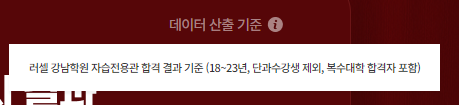 데이터 산출 기준 i
러셀 강남학원 자습전용관 합격 결과 기준 (18~23년, 단과수강생 제외, 복수대학 합격자 포함)